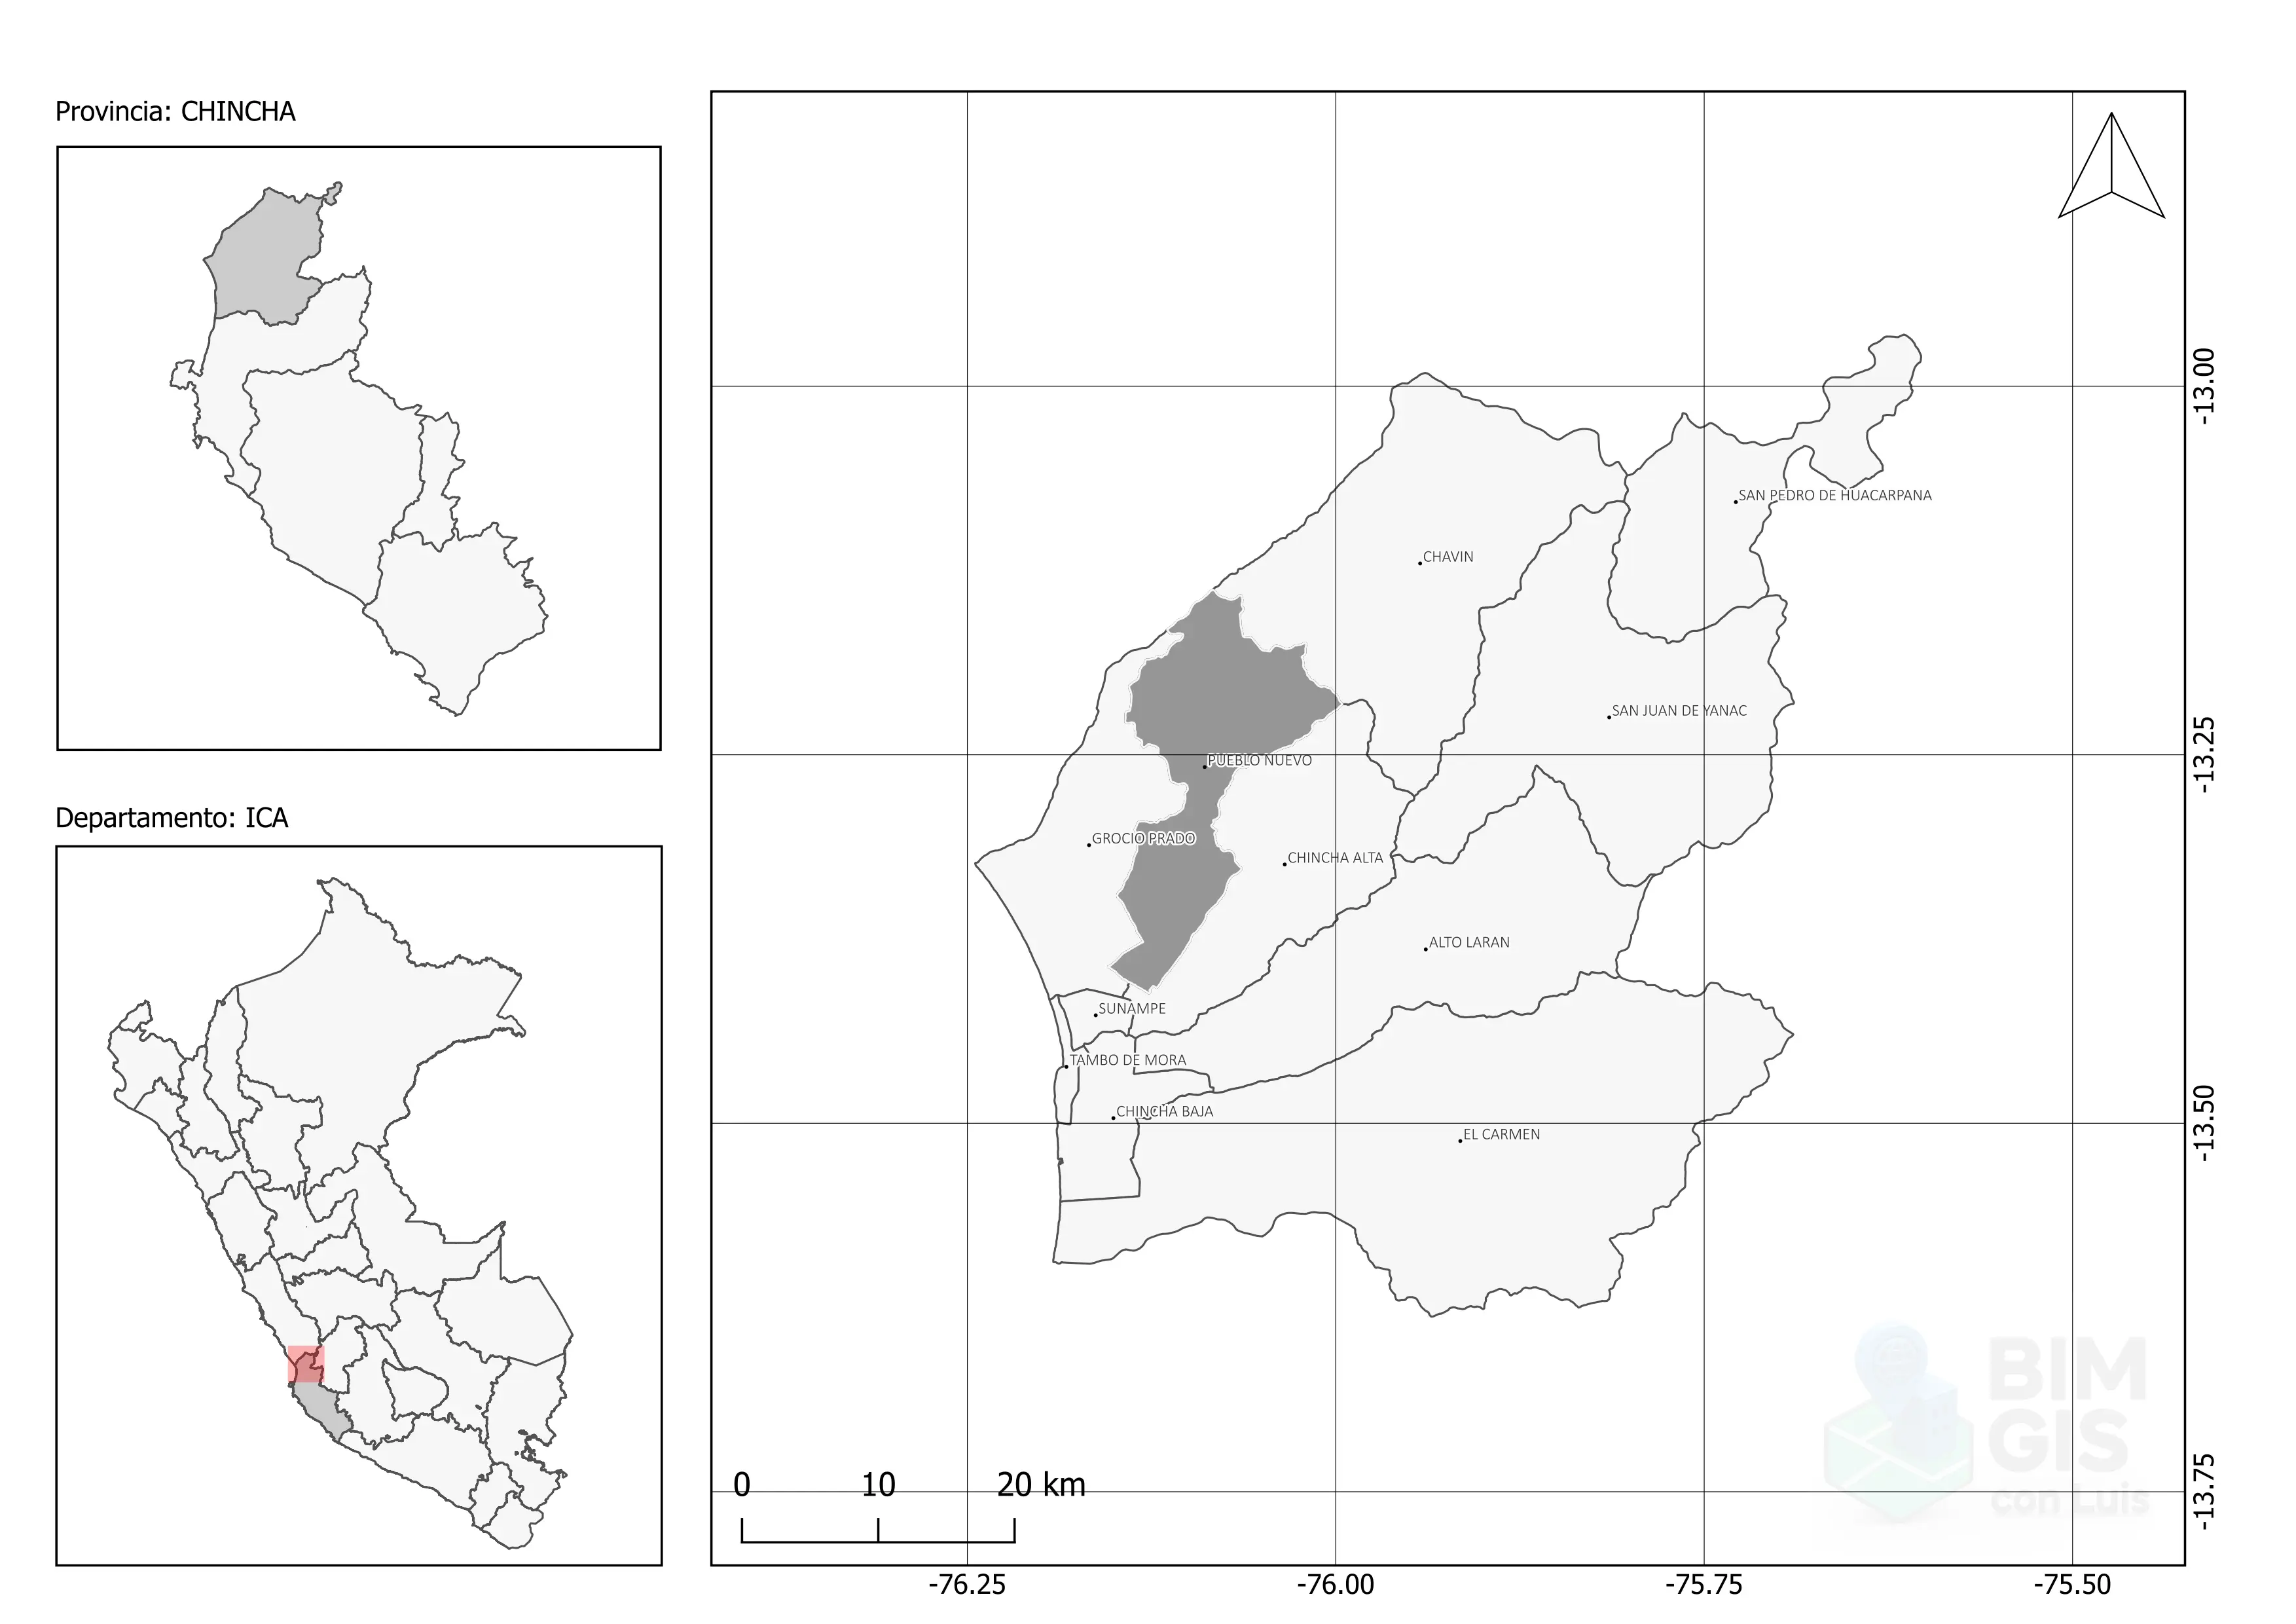 Provincia: CHINCHA
Departamento: ICA
SAN PEDRO DE HUACARPANA
CHAVIN
SAN JUAN DE YANAC
PUEBLO NUEVO
GROCIO PRADO
CHINCHA ALTA
ALTO LARAN
SUNAMPE
TAMBO DE MORA
CHINCHA BAJA
EL CARMEN
-13.00
-13.25
-13.50
-13.75
0 10 20 km
-76.25 -76.00 -75.75 -75.50
BIM
GIS
con Luis